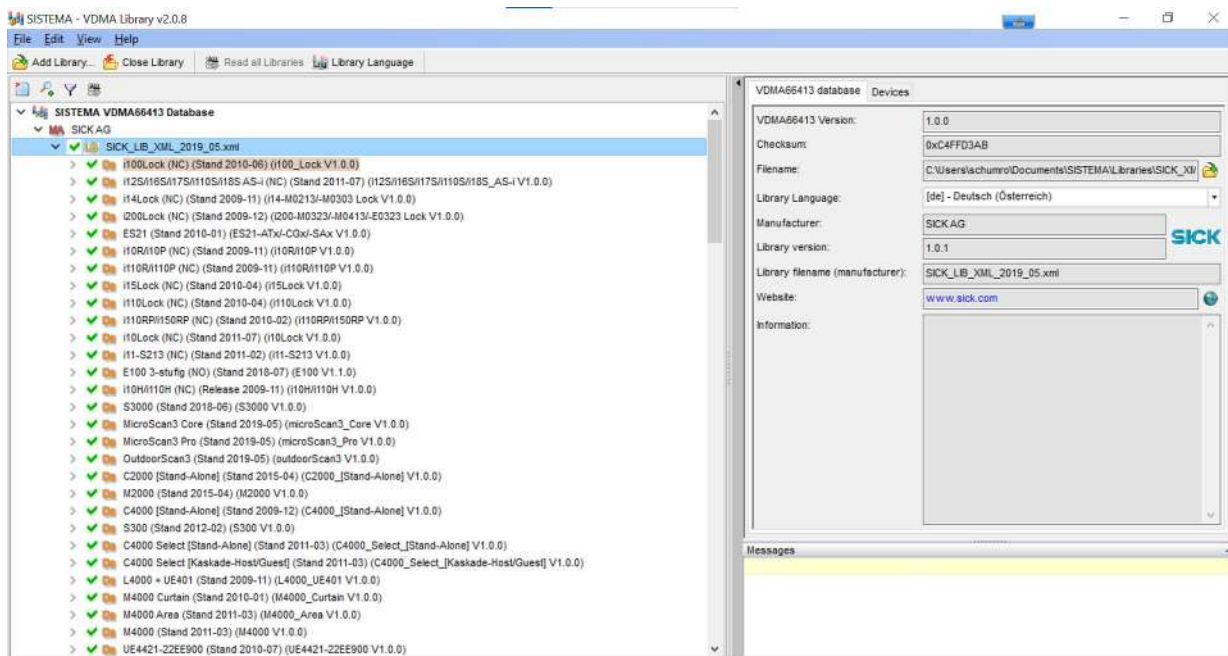 SISTEMA - VDMA Library v2.0.8
File Edit View Help
Add Library... Close Library Read all Libraries Library Language
SISTEMA VDMA66413 Database
SICK AG
SICK_LIB_XML_2019_05.xml
i100Lock (NC) (Stand 2010-06) (i100_Lock V1.0.0)
i12S/i16S/i17S/i110S/i18S AS-i (NC) (Stand 2011-07) (i12S/i16S/i17S/i110S/i18S_AS-i V1.0.0)
i14Lock (NC) (Stand 2009-11) (i14-M0213/-M0303 Lock V1.0.0)
i200Lock (NC) (Stand 2009-12) (i200-M0323/-M0413/-E0323 Lock V1.0.0)
ES21 (Stand 2010-01) (ES21-ATx/-CGx/-SAx V1.0.0)
i10R/i10P (NC) (Stand 2009-11) (i10R/i10P V1.0.0)
i110R/i110P (NC) (Stand 2009-11) (i110R/i110P V1.0.0)
i15Lock (NC) (Stand 2010-04) (i15Lock V1.0.0)
i110Lock (NC) (Stand 2010-04) (i110Lock V1.0.0)
i110RP/i150RP (NC) (Stand 2010-02) (i110RP/i150RP V1.0.0)
i10Lock (NC) (Stand 2011-07) (i10Lock V1.0.0)
i11-S213 (NC) (Stand 2011-02) (i11-S213 V1.0.0)
E100 3-stufig (NO) (Stand 2018-07) (E100 V1.1.0)
i10H/i110H (NC) (Release 2009-11) (i10H/i110H V1.0.0)
S3000 (Stand 2018-06) (S3000 V1.0.0)
MicroScan3 Core (Stand 2019-05) (microScan3_Core V1.0.0)
MicroScan3 Pro (Stand 2019-05) (microScan3_Pro V1.0.0)
OutdoorScan3 (Stand 2019-05) (outdoorScan3 V1.0.0)
C2000 [Stand-Alone] (Stand 2015-04) (C2000_[Stand-Alone] V1.0.0)
M2000 (Stand 2015-04) (M2000 V1.0.0)
C4000 [Stand-Alone] (Stand 2009-12) (C4000_[Stand-Alone] V1.0.0)
S300 (Stand 2012-02) (S300 V1.0.0)
C4000 Select [Stand-Alone] (Stand 2011-03) (C4000_Select_[Stand-Alone] V1.0.0)
C4000 Select [Kaskade-Host/Guest] (Stand 2011-03) (C4000_Select_[Kaskade-Host/Guest] V1.0.0)
L4000 + UE401 (Stand 2009-11) (L4000_UE401 V1.0.0)
M4000 Curtain (Stand 2010-01) (M4000_Curtain V1.0.0)
M4000 Area (Stand 2011-03) (M4000_Area V1.0.0)
M4000 (Stand 2011-03) (M4000 V1.0.0)
UE4421-22EE900 (Stand 2010-07) (UE4421-22EE900 V1.0.0)
VDMA66413 database Devices
VDMA66413 Version: 1.0.0
Checksum: 0xC4FFD3AB
Filename: C:\Users\schumro\Documents\SISTEMA\Libraries\SICK_XM
Library Language: [de] - Deutsch (Österreich)
Manufacturer: SICK AG
SICK
Library version: 1.0.1
Library filename (manufacturer): SICK_LIB_XML_2019_05.xml
Website: www.sick.com
Information:
Messages